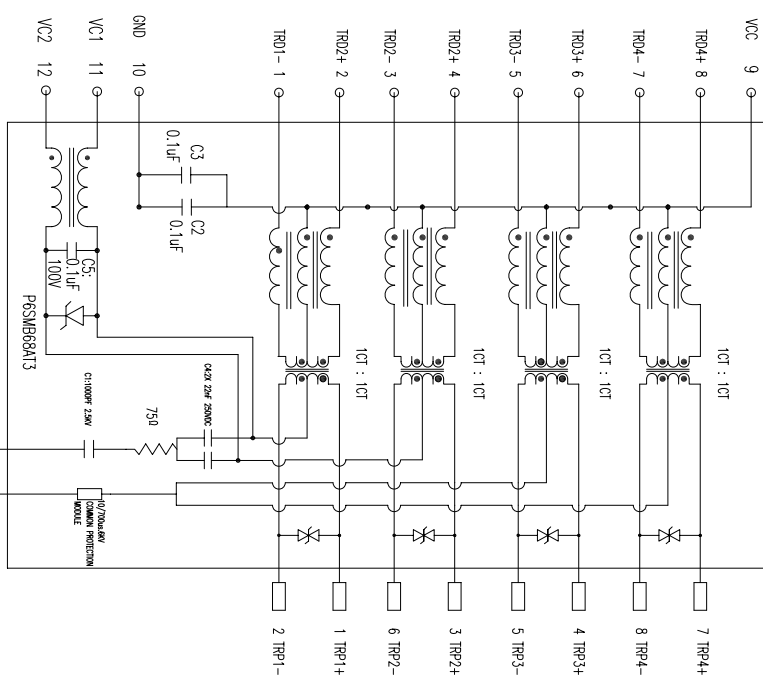 VC2 12
VC1 11
GND 10
TRD1- 1
TRD2+ 2
TRD2- 3
TRD2+ 4
TRD3- 5
TRD3+ 6
TRD4- 7
TRD4+ 8
VCC 9
C3
0.1uF
C2
0.1uF
C5:
0.1uF
100V
P6SMB68AT3
1CT : 1CT
1CT : 1CT
1CT : 1CT
1CT : 1CT
C1:1000PF 2.5KV
75Ω
C4:2X 22nF 250VDC
10/700us.6KV
COMMON PROTECTION
MODULE
2 TRP1-
1 TRP1+
6 TRP2-
3 TRP2+
5 TRP3-
4 TRP3+
8 TRP4-
7 TRP4+